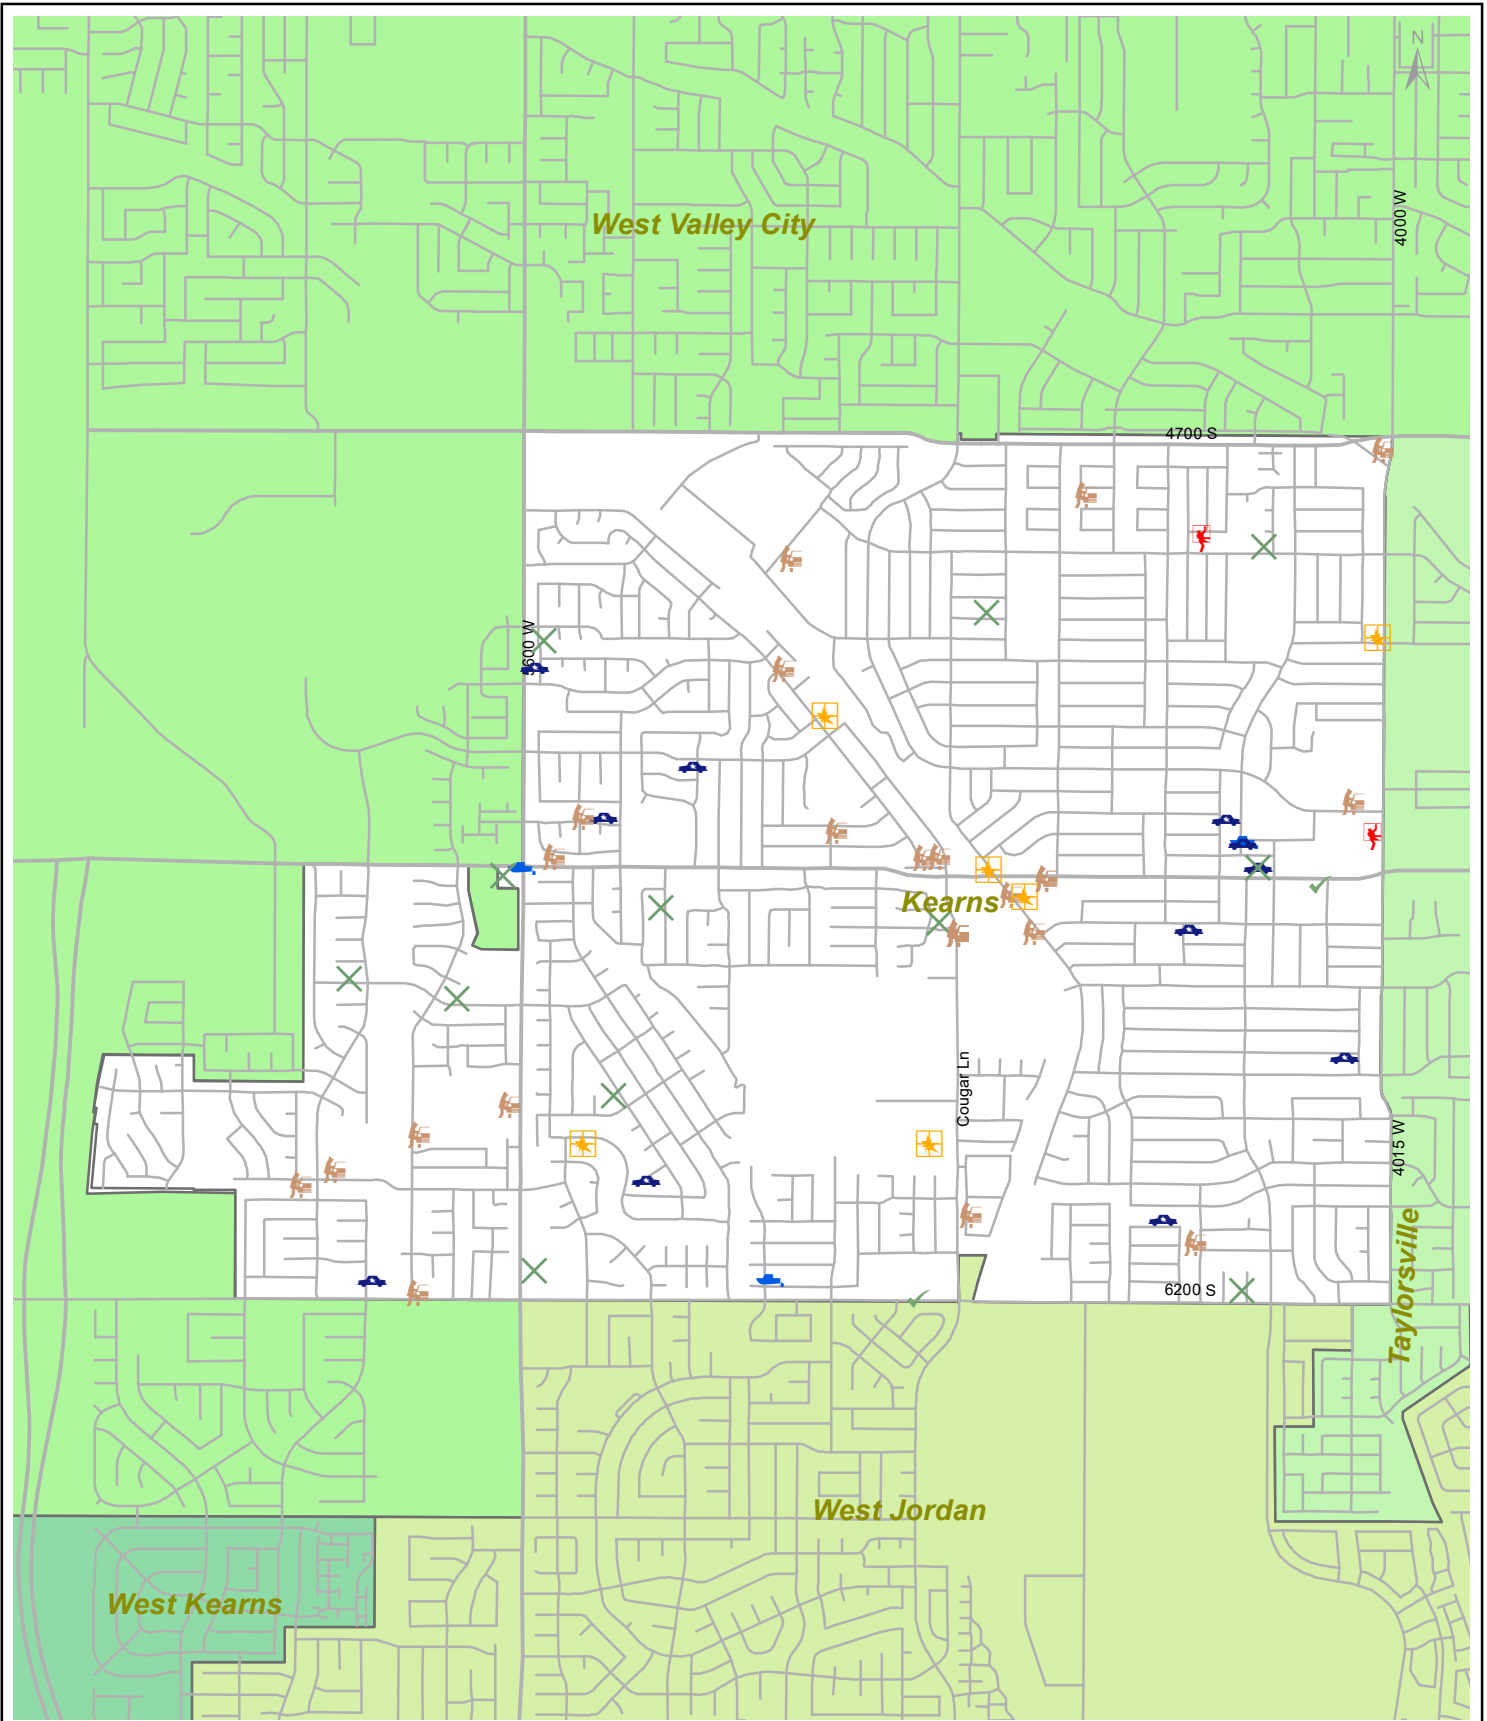 N
4000 W
West Valley City
4700 S
5600 W
Kearns
Cougar Ln
4015 W
Taylorsville
6200 S
West Jordan
West Kearns